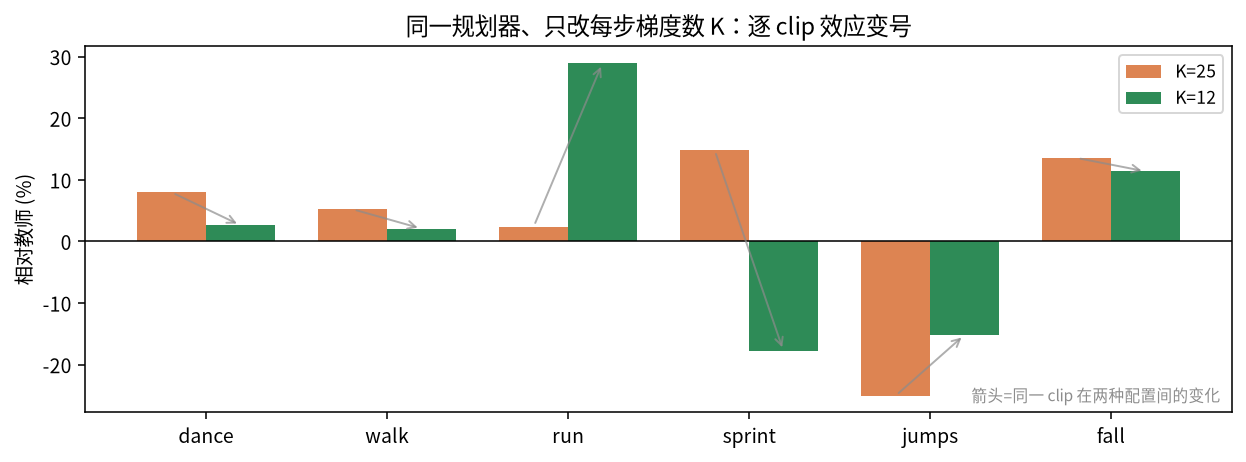 同一规划器、只改每步梯度数 K：逐 clip 效应变号
K=25
K=12
相对教师 (%)
30
20
10
0
-10
-20
箭头=同一 clip 在两种配置间的变化
dance
walk
run
sprint
jumps
fall